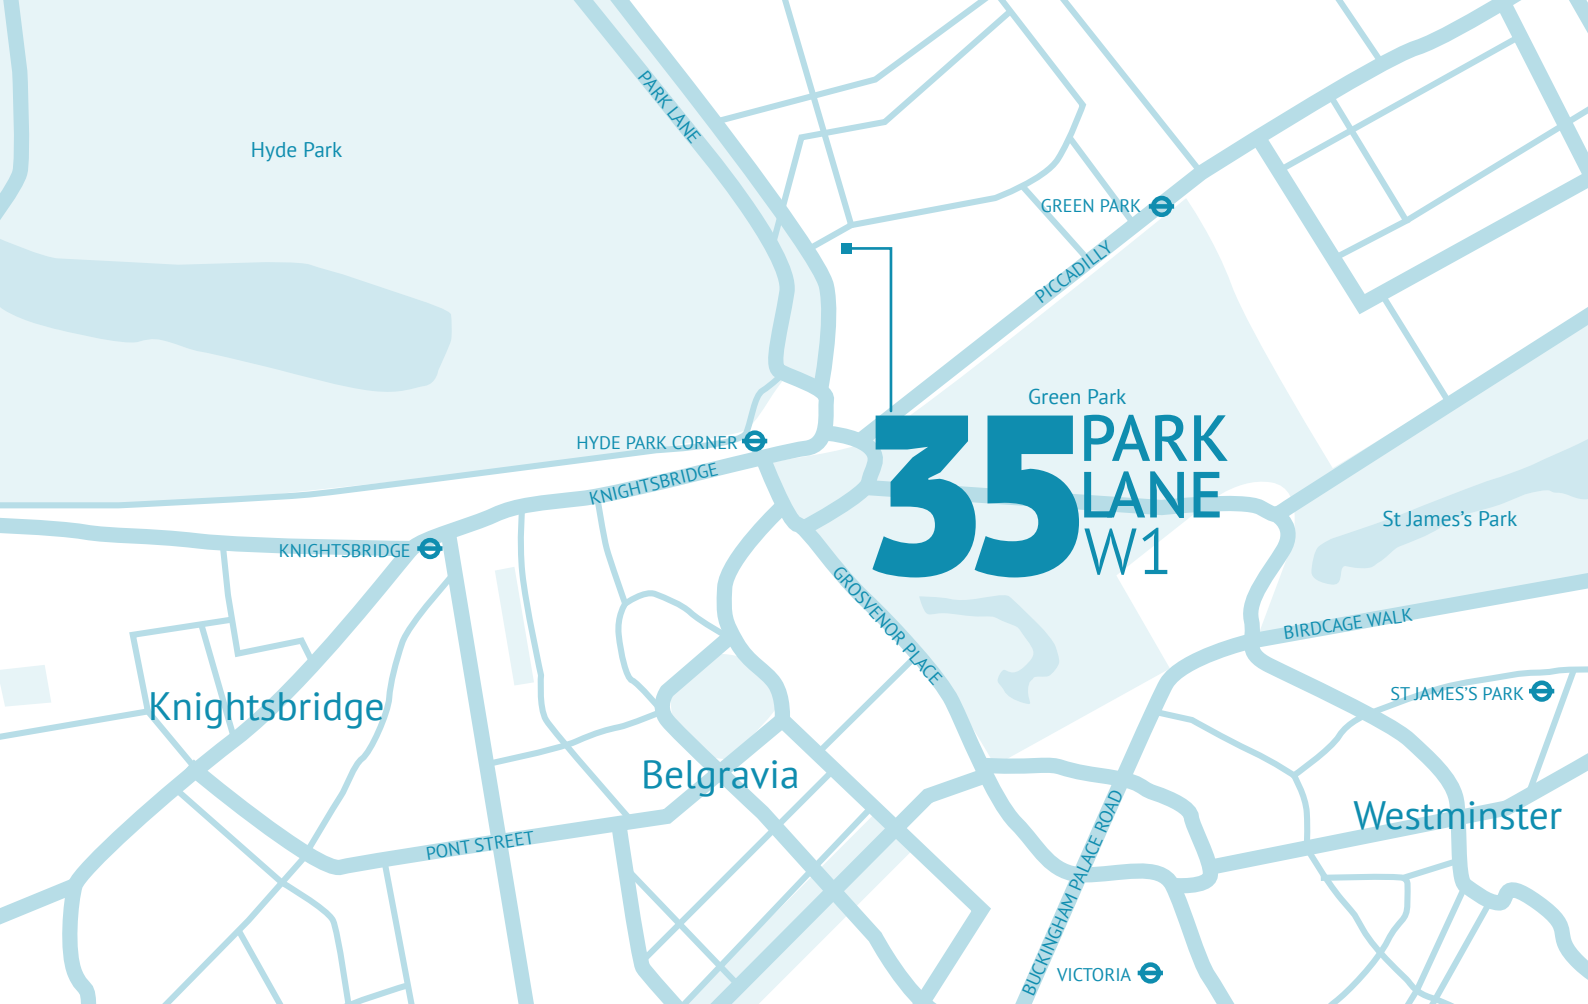 PARK LANE
Hyde Park
GREEN PARK
PICCADILLY
Green Park
35 PARK
LANE
W1
HYDE PARK CORNER
KNIGHTSBRIDGE
KNIGHTSBRIDGE
St James’s Park
GROSVENOR PLACE
BIRDCAGE WALK
ST JAMES’S PARK
Knightsbridge
Belgravia
Westminster
PONT STREET
BUCKINGHAM PALACE ROAD
VICTORIA